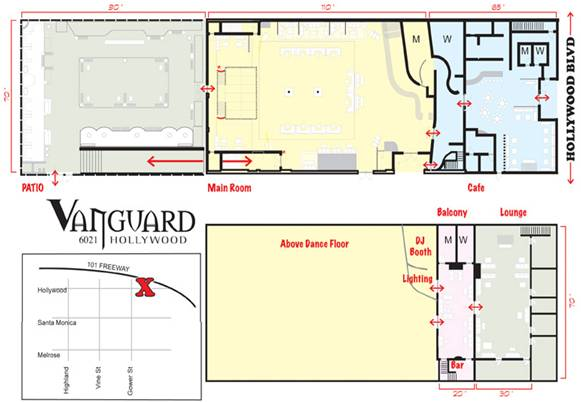 90'
110'
65'
70'
M
W
M
W
HOLLYWOOD BLVD
PATIO
Main Room
Cafe
VANGUARD
6021 HOLLYWOOD
Balcony
Lounge
M
W
Above Dance Floor
DJ
Booth
Lighting
Bar
70'
20'
30'
101 FREEWAY
X
Hollywood
Santa Monica
Melrose
Highland
Vine St
Gower St